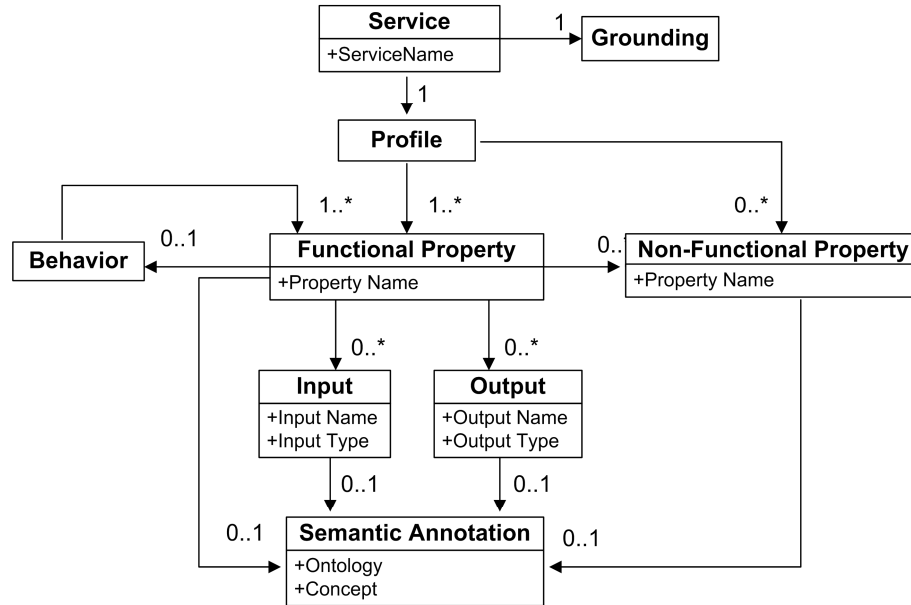 Service
+ServiceName
1
Grounding
1
Profile
1..*
1..*
0..*
Behavior
0..1
Functional Property
+Property Name
Non-Functional Property
+Property Name
0..*
0..*
Input
+Input Name
+Input Type
Output
+Output Name
+Output Type
0..1
0..1
0..1
0..1
Semantic Annotation
+Ontology
+Concept